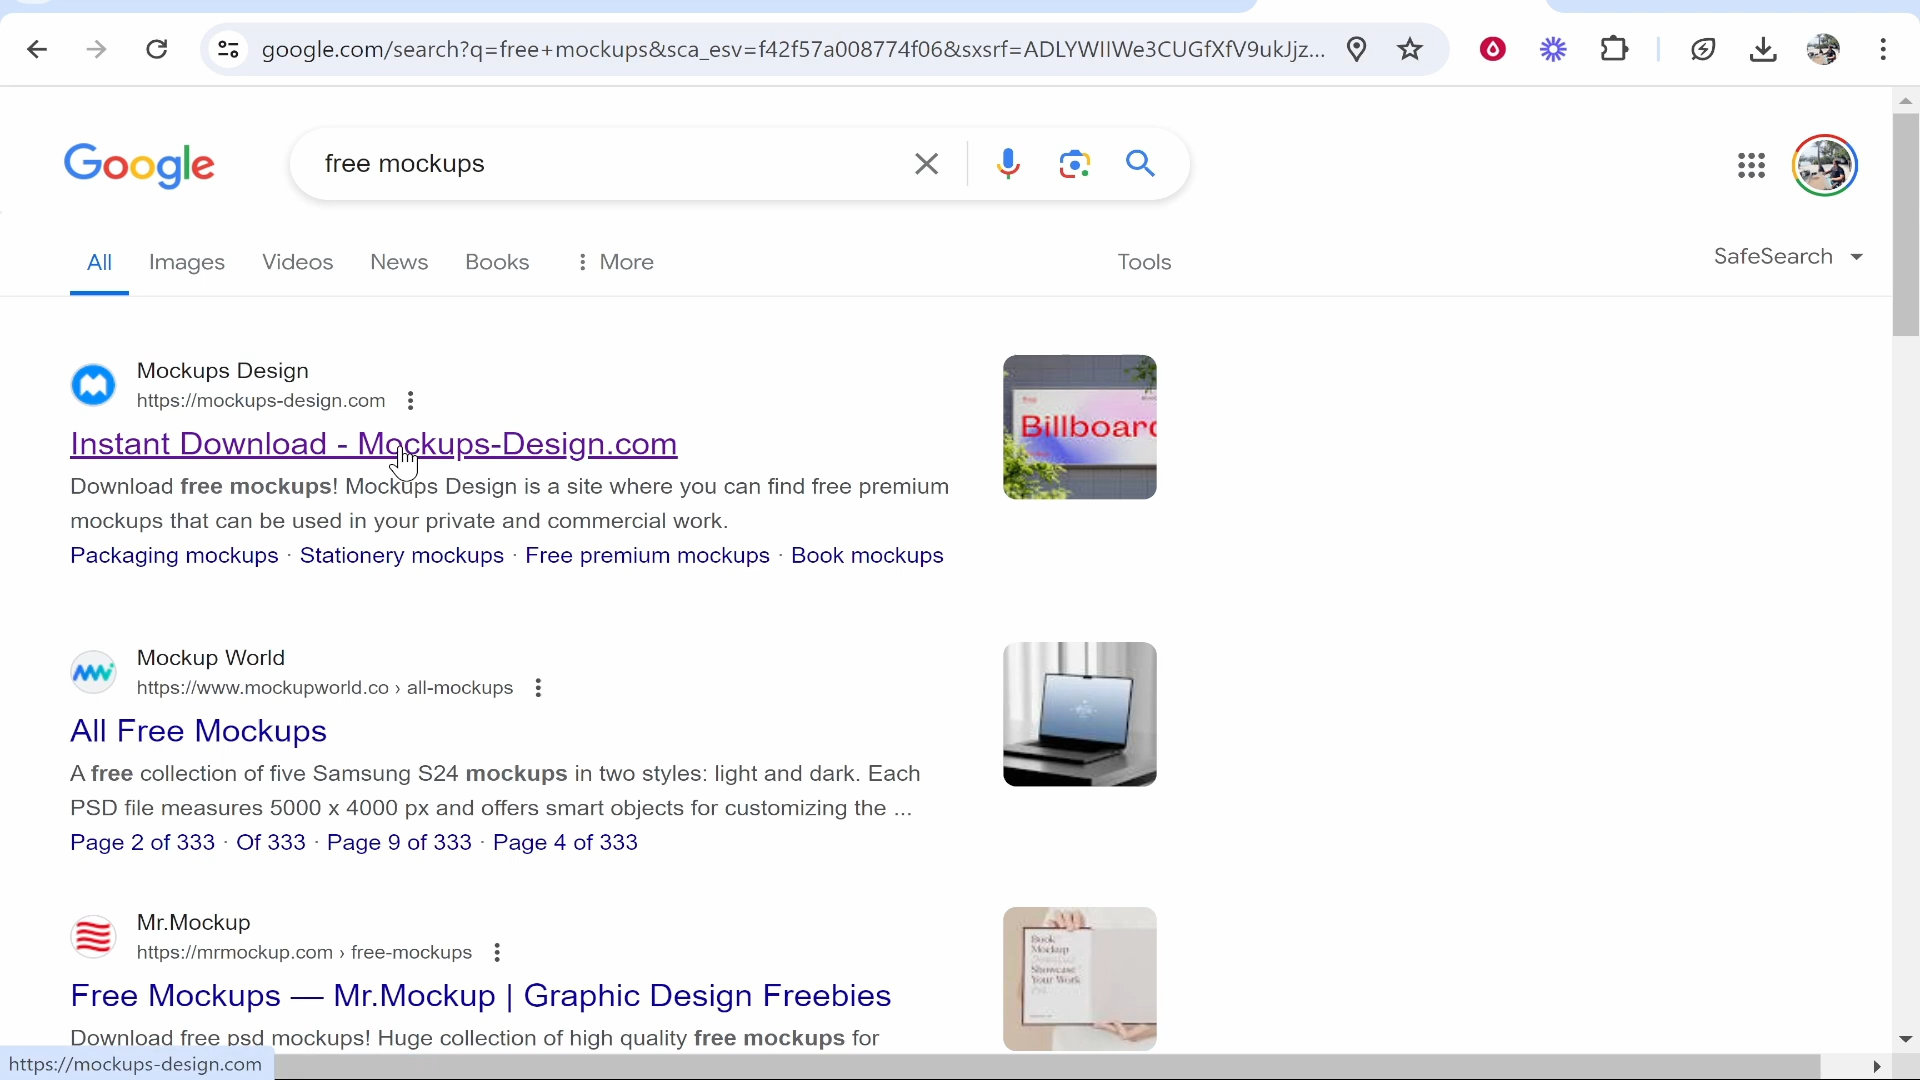 google.com/search?q=free+mockups&sca_esv=f42f57a008774f06&sxsrf=ADLYWIIWe3CUGfXfV9ukJjz...
Google
free mockups
All
Images
Videos
News
Books
More
Tools
SafeSearch
Mockups Design
https://mockups-design.com
Instant Download - Mockups-Design.com
Download free mockups! Mockups Design is a site where you can find free premium
mockups that can be used in your private and commercial work.
Packaging mockups · Stationery mockups · Free premium mockups · Book mockups
Billboard
Mockup World
https://www.mockupworld.co › all-mockups
All Free Mockups
A free collection of five Samsung S24 mockups in two styles: light and dark. Each
PSD file measures 5000 x 4000 px and offers smart objects for customizing the ...
Page 2 of 333 · Of 333 · Page 9 of 333 · Page 4 of 333
Mr.Mockup
https://mrmockup.com › free-mockups
Free Mockups — Mr.Mockup | Graphic Design Freebies
Download free psd mockups! Huge collection of high quality free mockups for
Book
Mockup
Showcase
Your Work
https://mockups-design.com